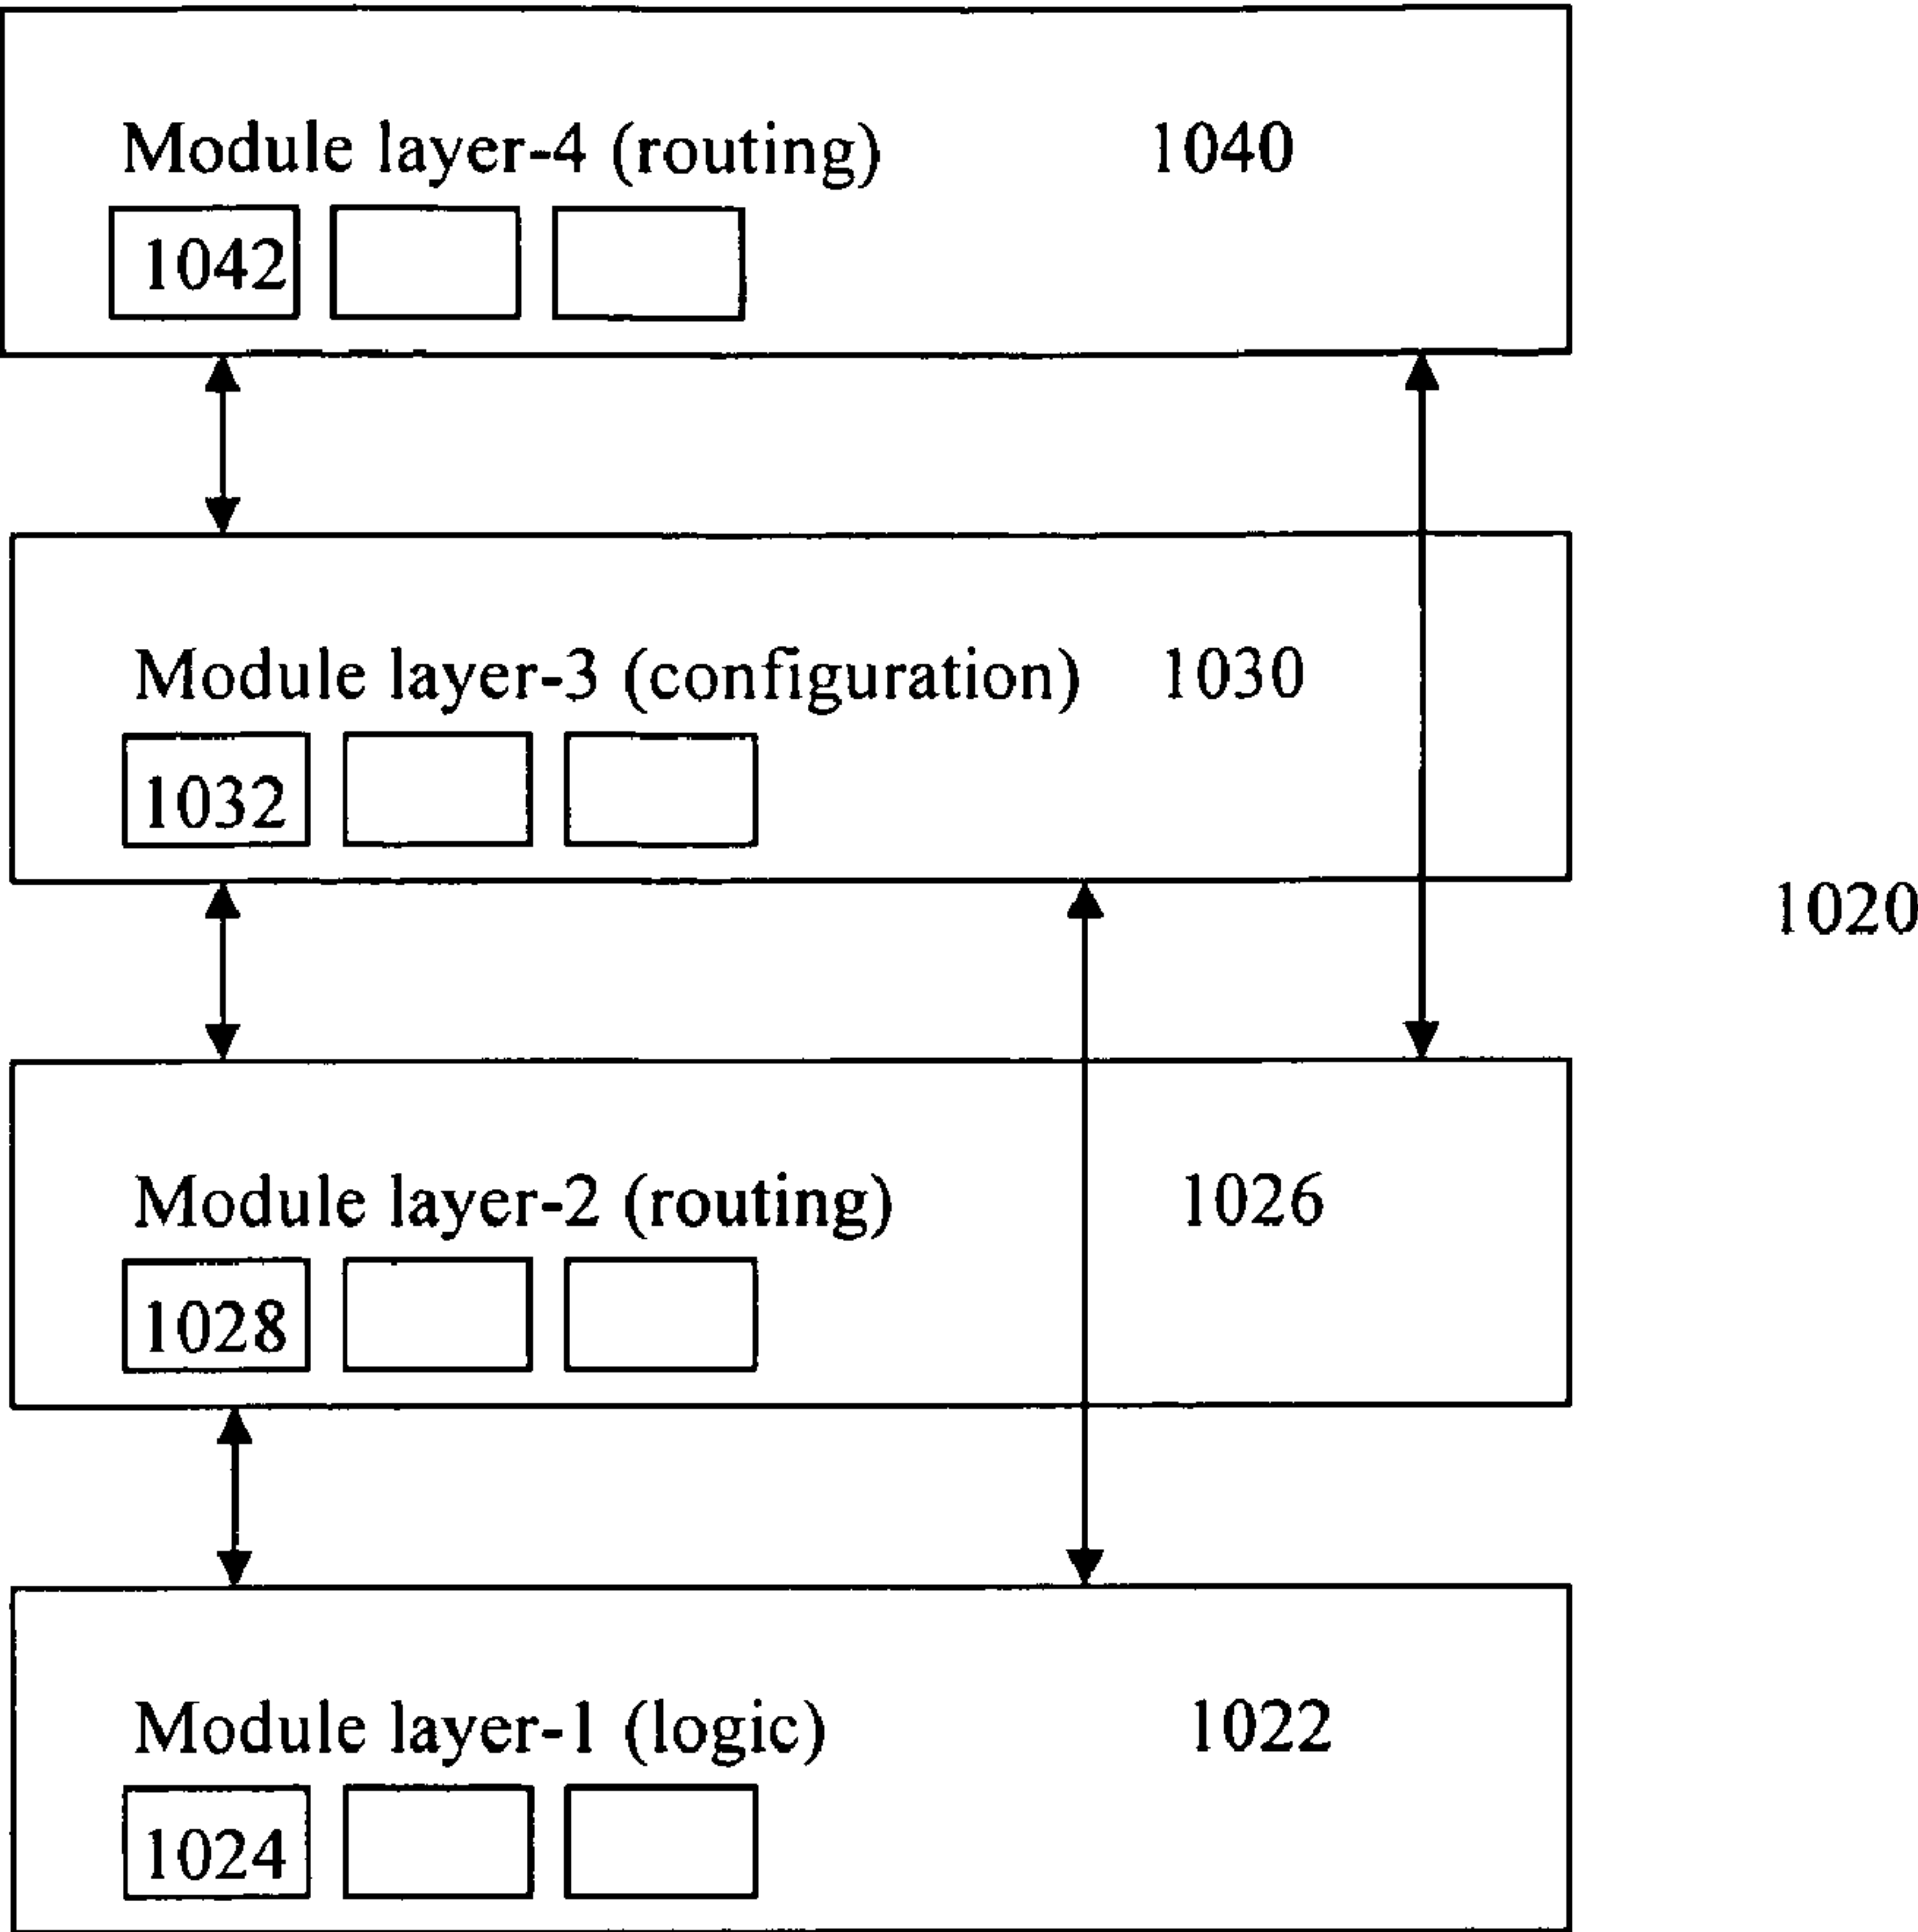 Module layer-4 (routing) 1040
1042
Module layer-3 (configuration) 1030
1032
1020
Module layer-2 (routing) 1026
1028
Module layer-1 (logic) 1022
1024